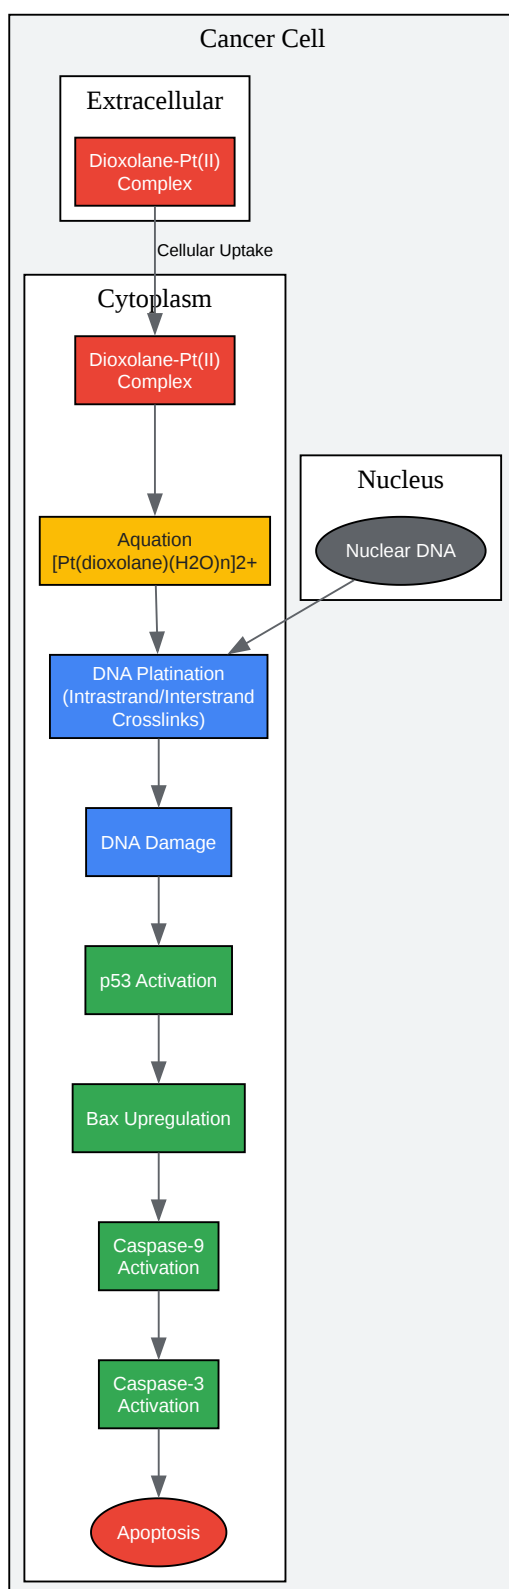 Cancer Cell
Extracellular
Dioxolane-Pt(II)
Complex
Cellular Uptake
Cytoplasm
Dioxolane-Pt(II)
Complex
Nucleus
Nuclear DNA
Aquation
[Pt(dioxolane)(H2O)n]2+
DNA Platination
(Intrastrand/Interstrand
Crosslinks)
DNA Damage
p53 Activation
Bax Upregulation
Caspase-9
Activation
Caspase-3
Activation
Apoptosis